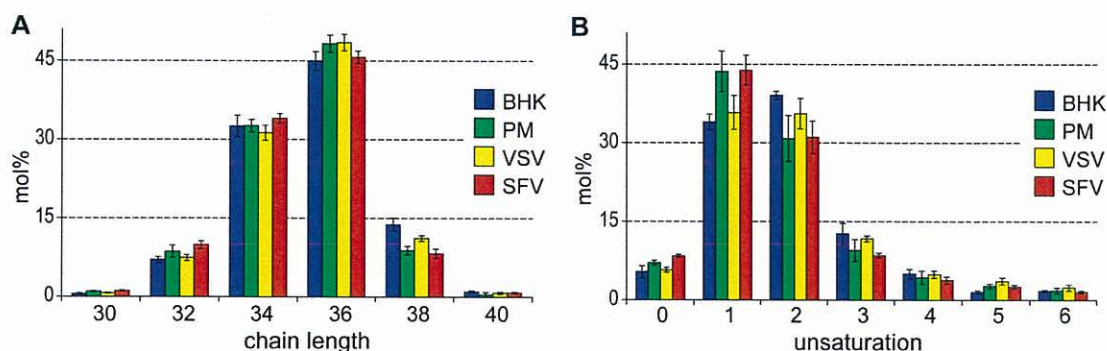 A
mol%
45
30
15
0
30 32 34 36 38 40
chain length
BHK
PM
VSV
SFV
B
mol%
45
30
15
0
0 1 2 3 4 5 6
unsaturation
BHK
PM
VSV
SFV